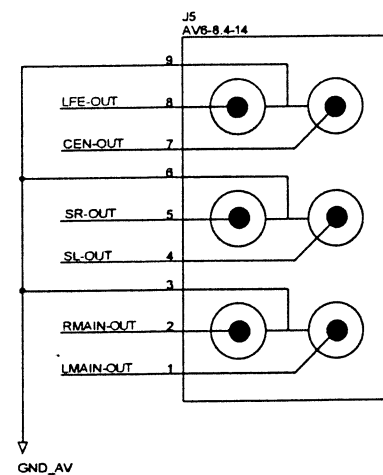 J5
AV6-8.4-14
9
LFE-OUT 8
CEN-OUT 7
6
SR-OUT 5
SL-OUT 4
3
RMAIN-OUT 2
LMAIN-OUT 1
GND_AV